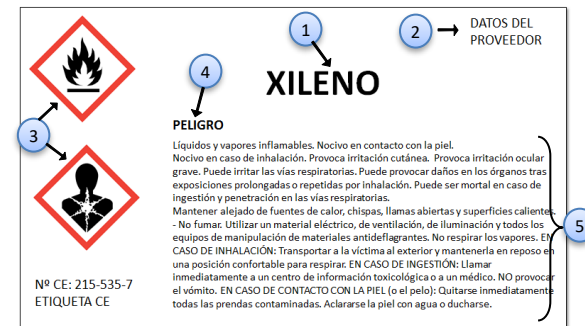 1
2
DATOS DEL
PROVEEDOR
XILENO
4
3
PELIGRO
Líquidos y vapores inflamables. Nocivo en contacto con la piel.
Nocivo en caso de inhalación. Provoca irritación cutánea. Provoca irritación ocular
grave. Puede irritar las vías respiratorias. Puede provocar daños en los órganos tras
exposiciones prolongadas o repetidas por inhalación. Puede ser mortal en caso de
ingestión y penetración en las vías respiratorias.
Mantener alejado de fuentes de calor, chispas, llamas abiertas y superficies calientes.
- No fumar. Utilizar un material eléctrico, de ventilación, de iluminación y todos los
equipos de manipulación de materiales antideflagrantes. No respirar los vapores. EN
CASO DE INHALACIÓN: Transportar a la víctima al exterior y mantenerla en reposo en
una posición confortable para respirar. EN CASO DE INGESTIÓN: Llamar
inmediatamente a un centro de información toxicológica o a un médico. NO provocar
el vómito. EN CASO DE CONTACTO CON LA PIEL (o el pelo): Quitarse inmediatamente
todas las prendas contaminadas. Aclararse la piel con agua o ducharse.
5
Nº CE: 215-535-7
ETIQUETA CE